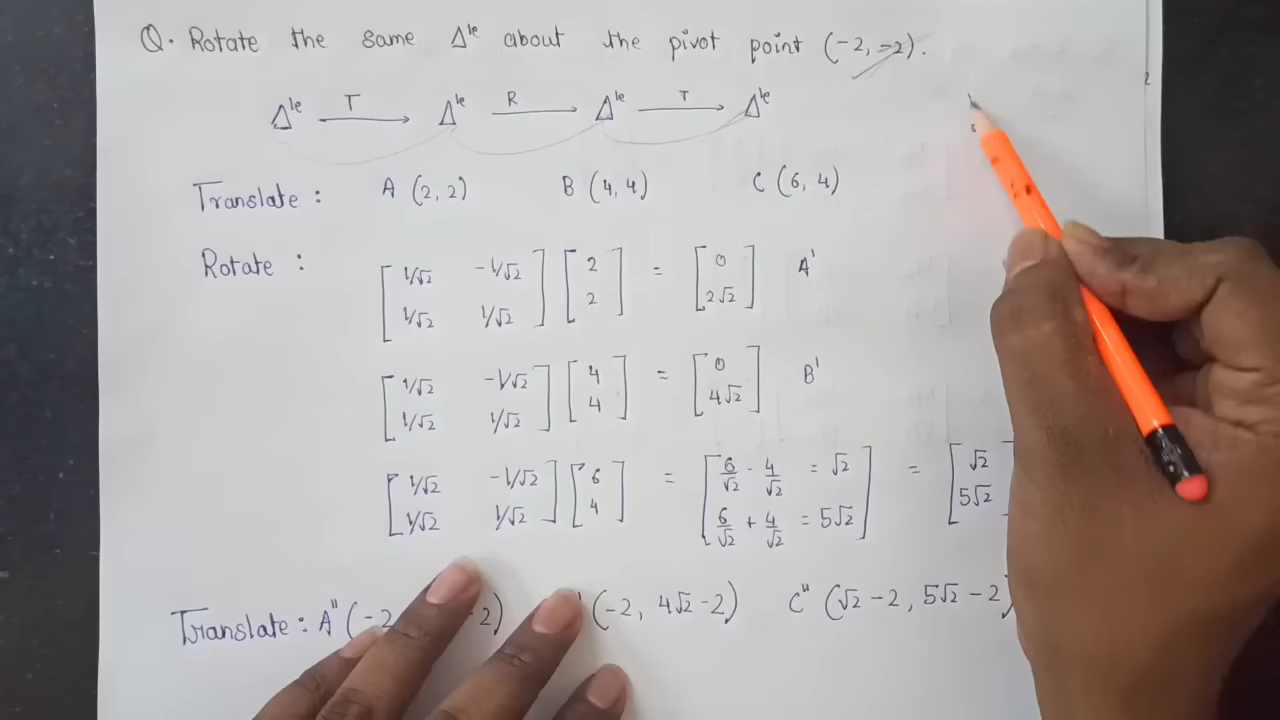 Q. Rotate the same Δle about the pivot point (-2, -2).
Δle T→ Δle R→ Δle T→ Δle
Translate : A (2, 2) B (4, 4) C (6, 4)
Rotate : [1/√2 -1/√2] [2] = [0] A'
[1/√2 1/√2] [2] [2√2]
[1/√2 -1/√2] [4] = [0] B'
[1/√2 1/√2] [4] [4√2]
[1/√2 -1/√2] [6] = [6/√2 - 4/√2 = √2] = [√2]
[1/√2 1/√2] [4] [6/√2 + 4/√2 = 5√2] [5√2]
Translate : A'' (-2 2) (-2, 4√2-2) C'' (√2-2, 5√2-2)